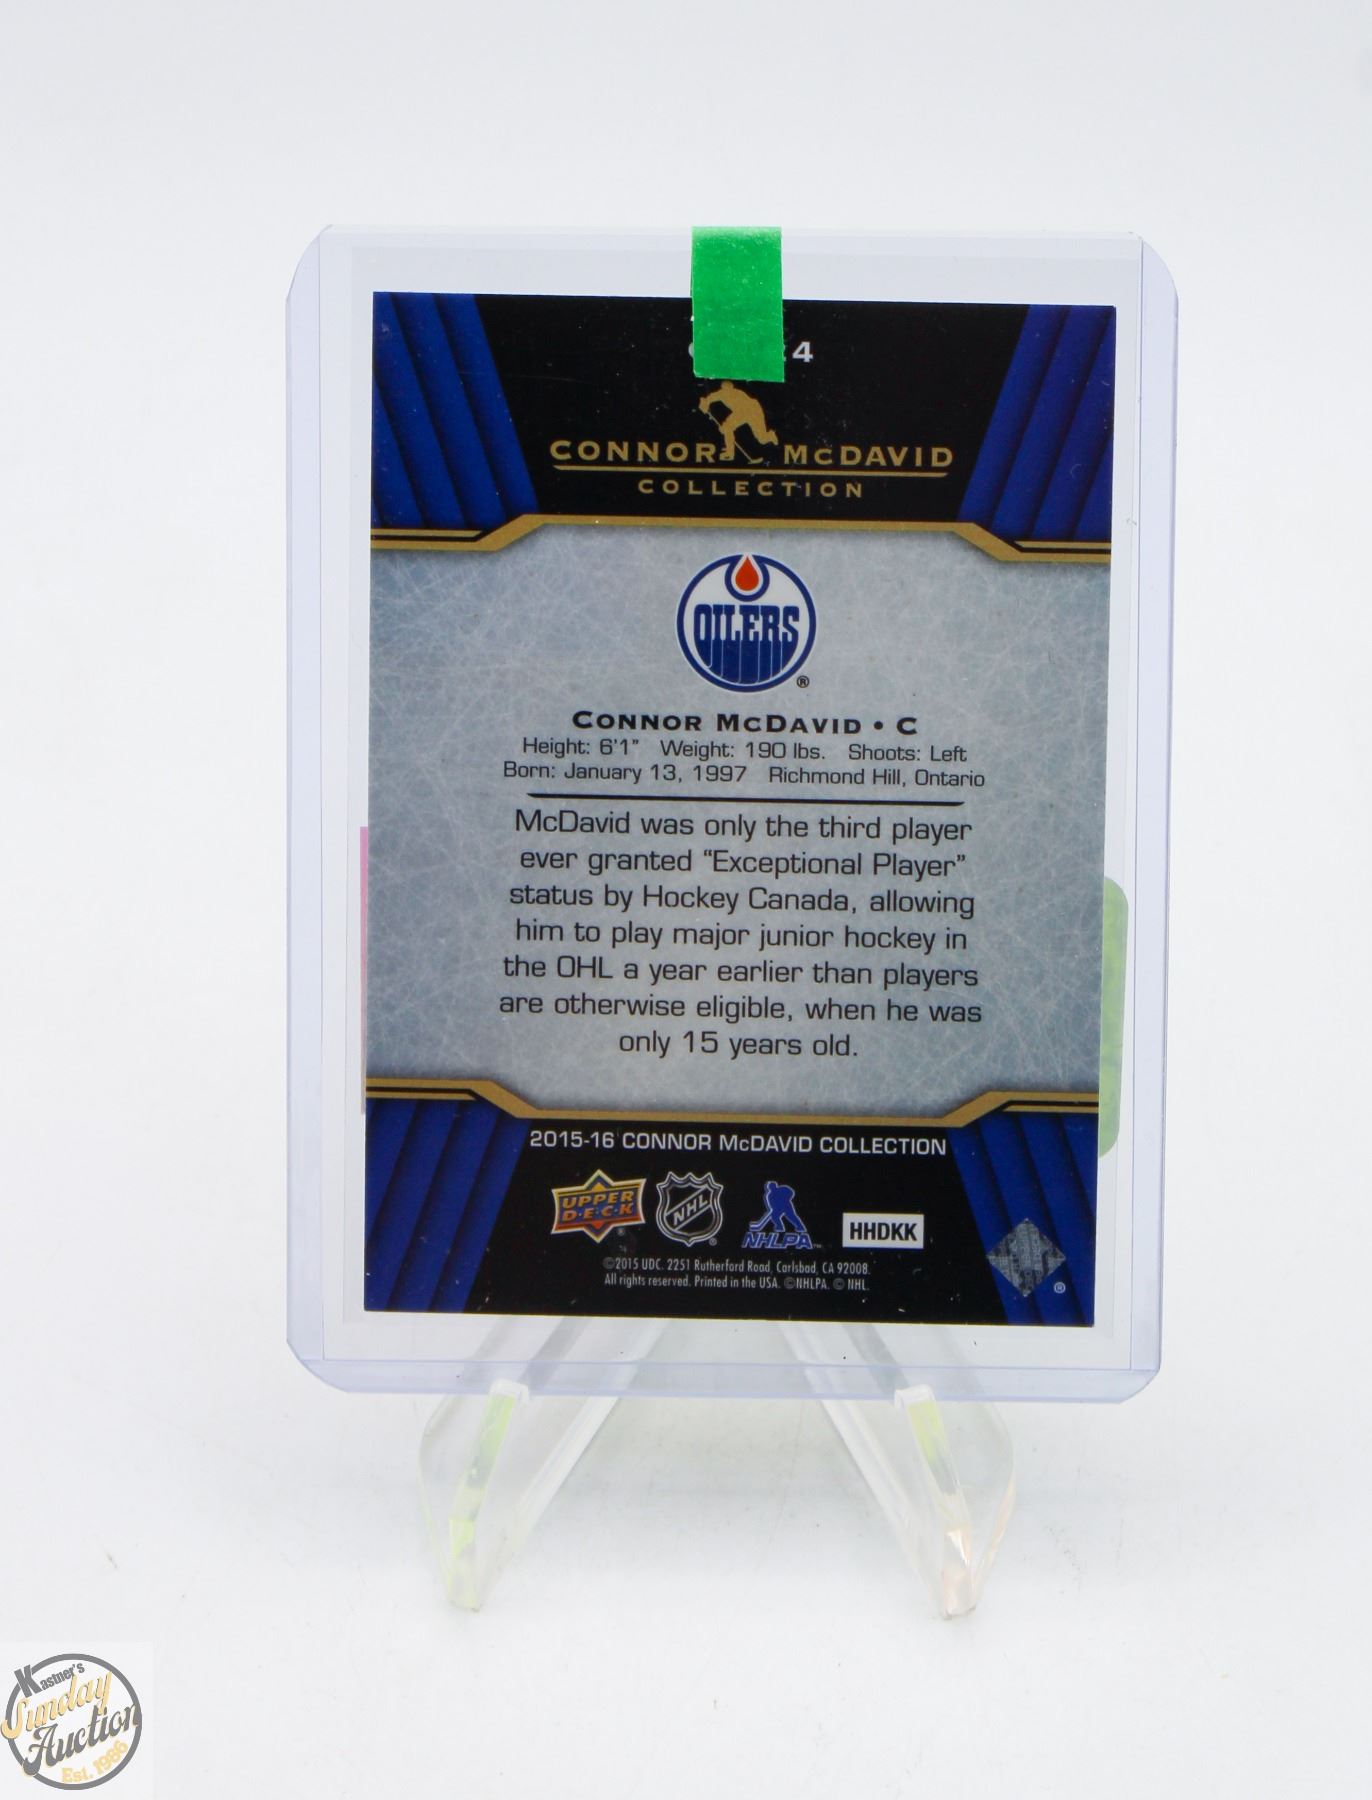 4
CONNOR McDAVID
COLLECTION
OILERS
®
CONNOR McDAVID • C
Height: 6'1" Weight: 190 lbs. Shoots: Left
Born: January 13, 1997 Richmond Hill, Ontario
McDavid was only the third player
ever granted "Exceptional Player"
status by Hockey Canada, allowing
him to play major junior hockey in
the OHL a year earlier than players
are otherwise eligible, when he was
only 15 years old.
2015-16 CONNOR McDAVID COLLECTION
UPPER
D·E·C·K
NHL
NHLPA
HHDKK
©2015 UDC. 2251 Rutherford Road, Carlsbad, CA 92008.
All rights reserved. Printed in the USA. ©NHLPA. © NHL.
Kastner's
Sunday
Auction
Est. 1986